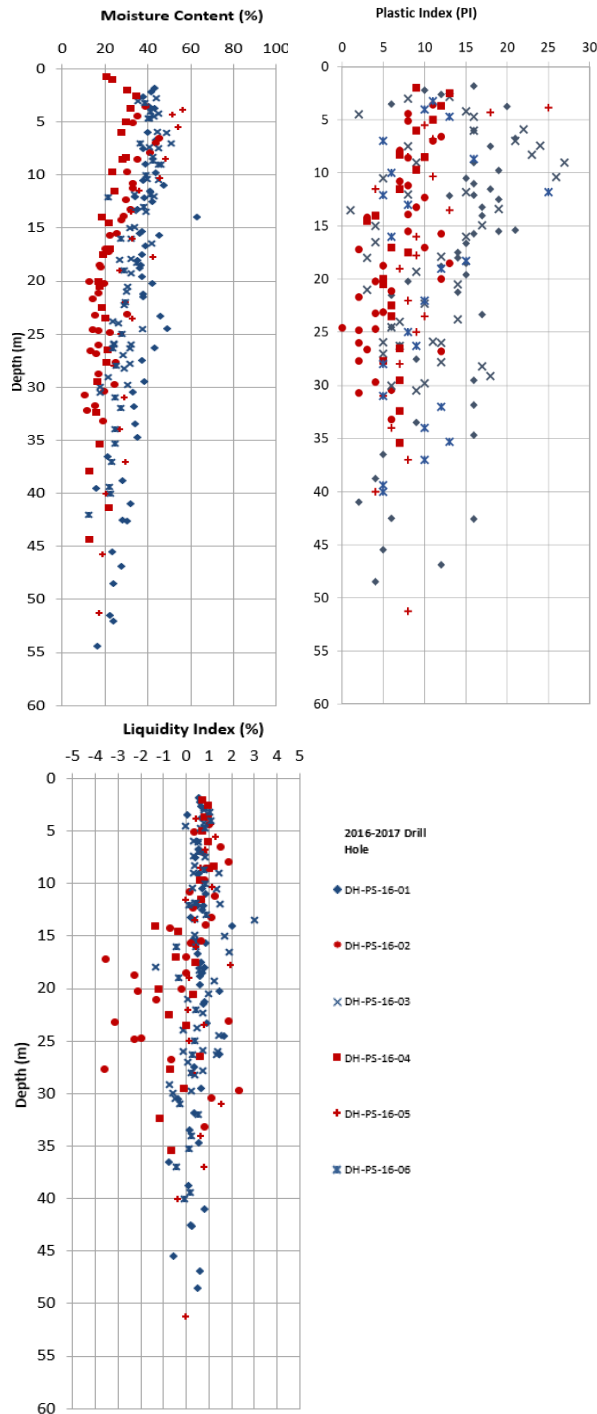 Moisture Content (%)
0 20 40 60 80 100
0
5
10
15
20
25
30
35
40
45
50
55
60
Depth (m)
Plastic Index (PI)
0 5 10 15 20 25 30
0
5
10
15
20
25
30
35
40
45
50
55
60
Liquidity Index (%)
-5 -4 -3 -2 -1 0 1 2 3 4 5
0
5
10
15
20
25
30
35
40
45
50
55
60
Depth (m)
2016-2017 Drill
Hole
DH-PS-16-01
DH-PS-16-02
DH-PS-16-03
DH-PS-16-04
DH-PS-16-05
DH-PS-16-06